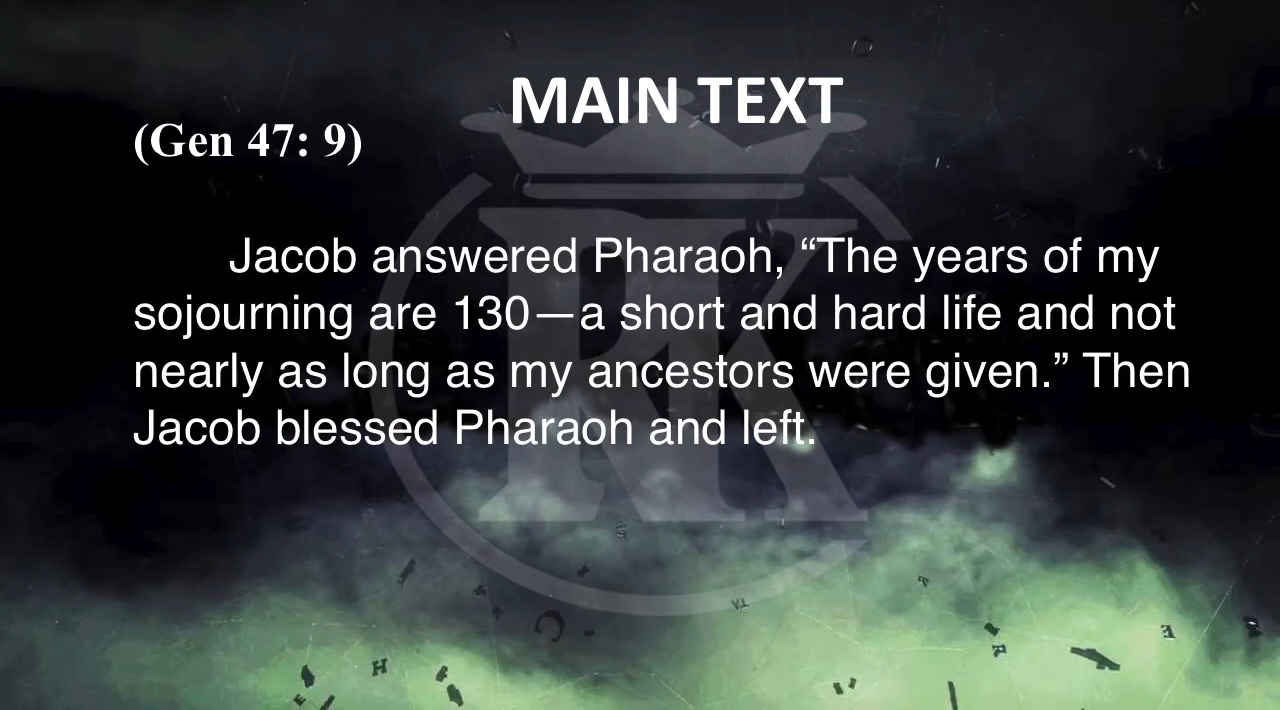 MAIN TEXT
(Gen 47: 9)
Jacob answered Pharaoh, “The years of my
sojourning are 130—a short and hard life and not
nearly as long as my ancestors were given.” Then
Jacob blessed Pharaoh and left.